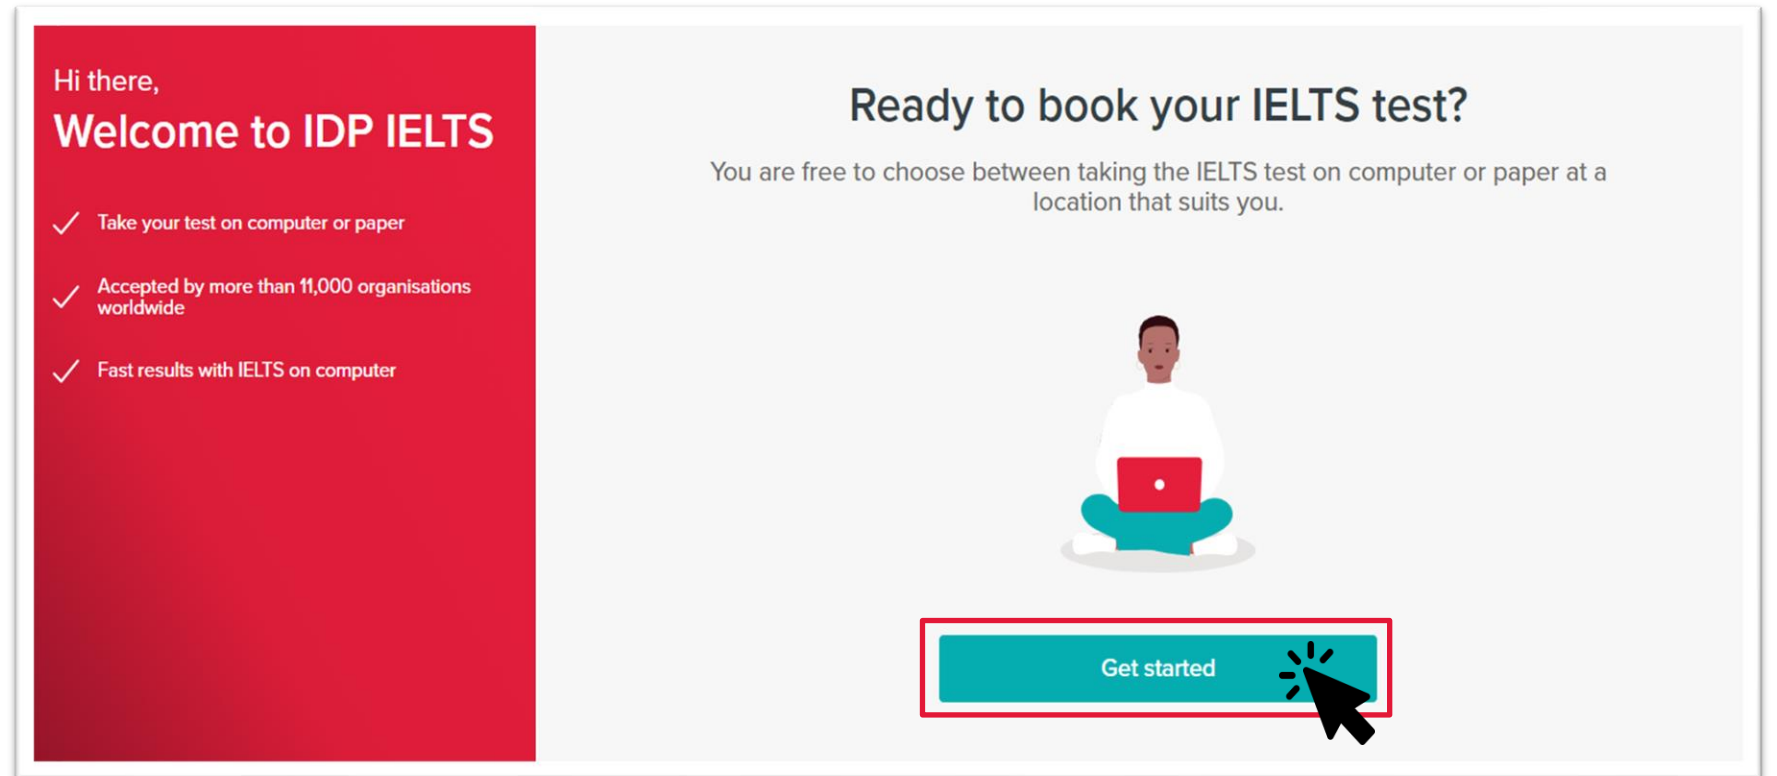 Hi there,
Welcome to IDP IELTS
Take your test on computer or paper
Accepted by more than 11,000 organisations
worldwide
Fast results with IELTS on computer
Ready to book your IELTS test?
You are free to choose between taking the IELTS test on computer or paper at a
location that suits you.
Get started